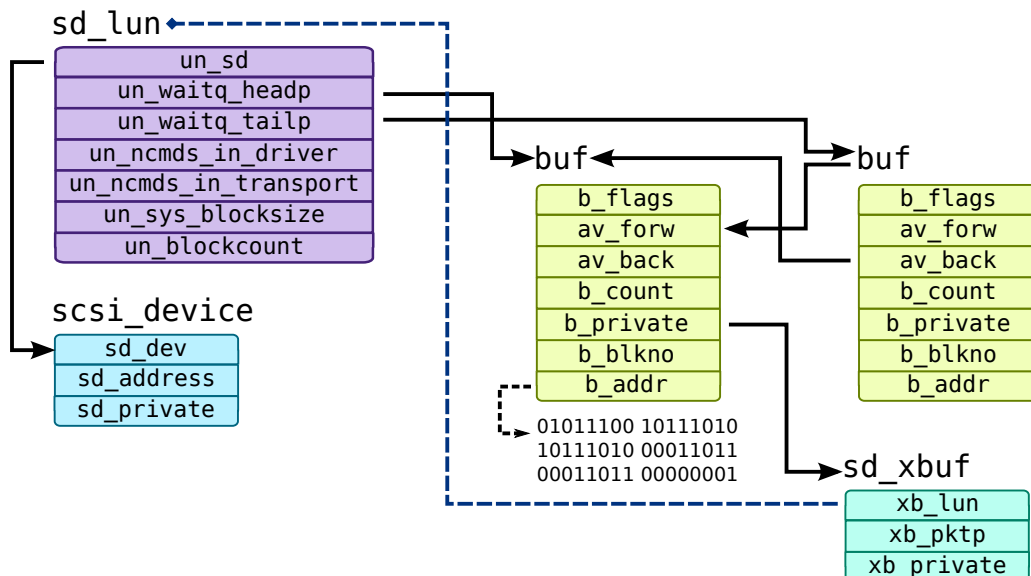 sd_lun
un_sd
un_waitq_headp
un_waitq_tailp
un_ncmds_in_driver
un_ncmds_in_transport
un_sys_blocksize
un_blockcount
scsi_device
sd_dev
sd_address
sd_private
buf
b_flags
av_forw
av_back
b_count
b_private
b_blkno
b_addr
01011100 10111010
10111010 00011011
00011011 00000001
buf
b_flags
av_forw
av_back
b_count
b_private
b_blkno
b_addr
sd_xbuf
xb_lun
xb_pktp
xb_private